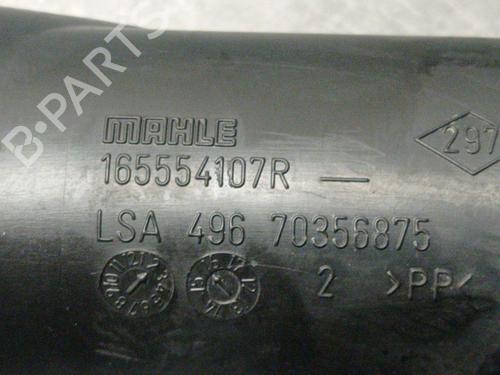 B·PARTS
MAHLE
297
165554107R —
LSA 496 70356875
2 >PP<